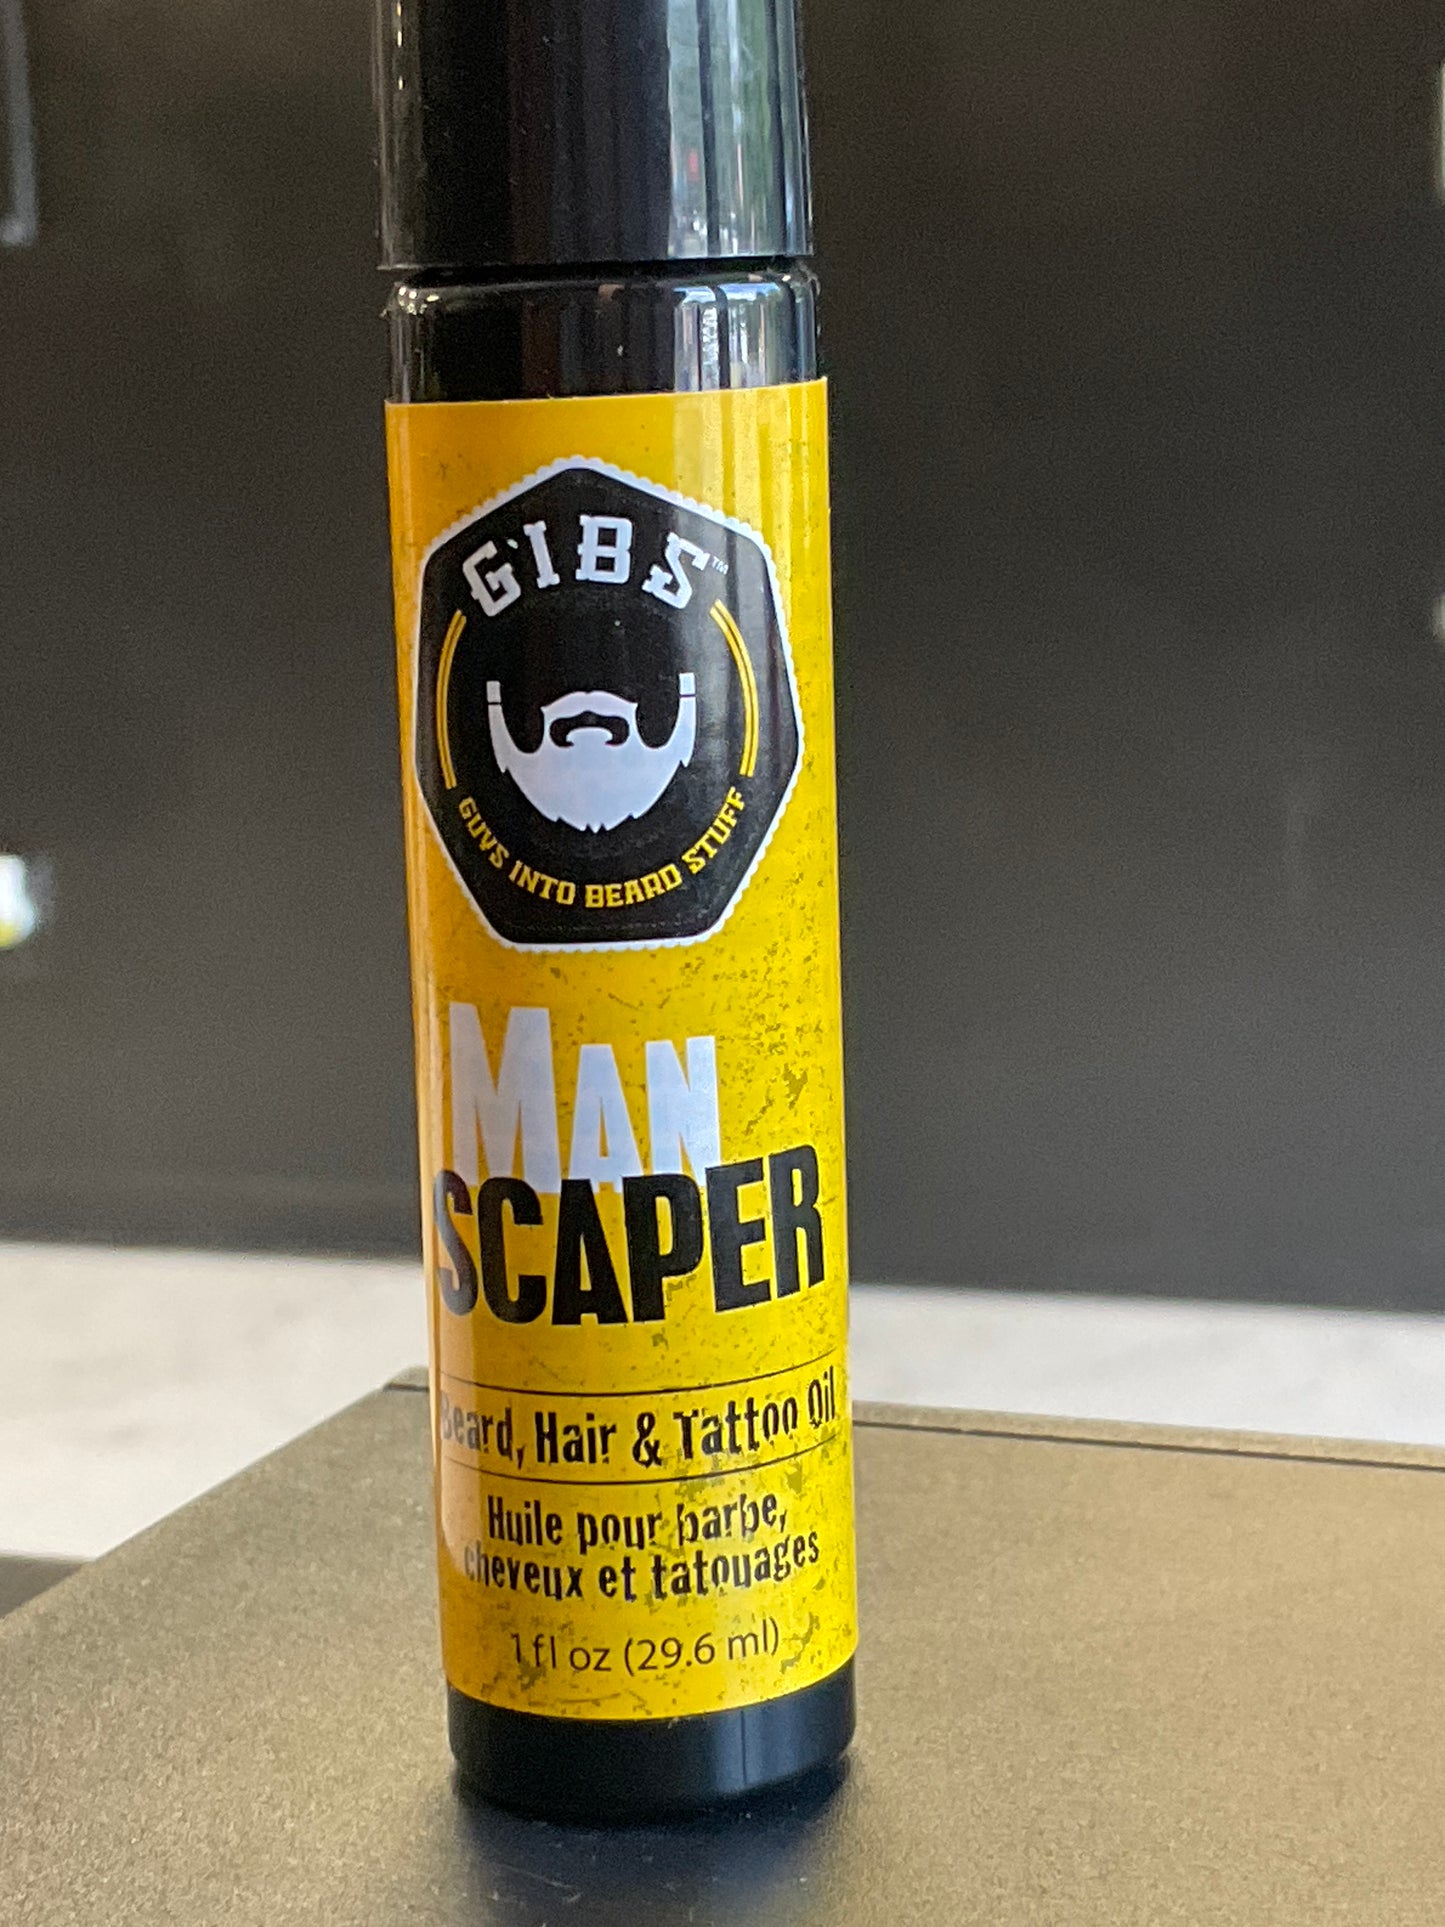 GIBS™
GUYS INTO BEARD STUFF
MAN
SCAPER
Beard, Hair & Tattoo Oil
Huile pour barbe,
cheveux et tatouages
1 fl oz (29.6 ml)